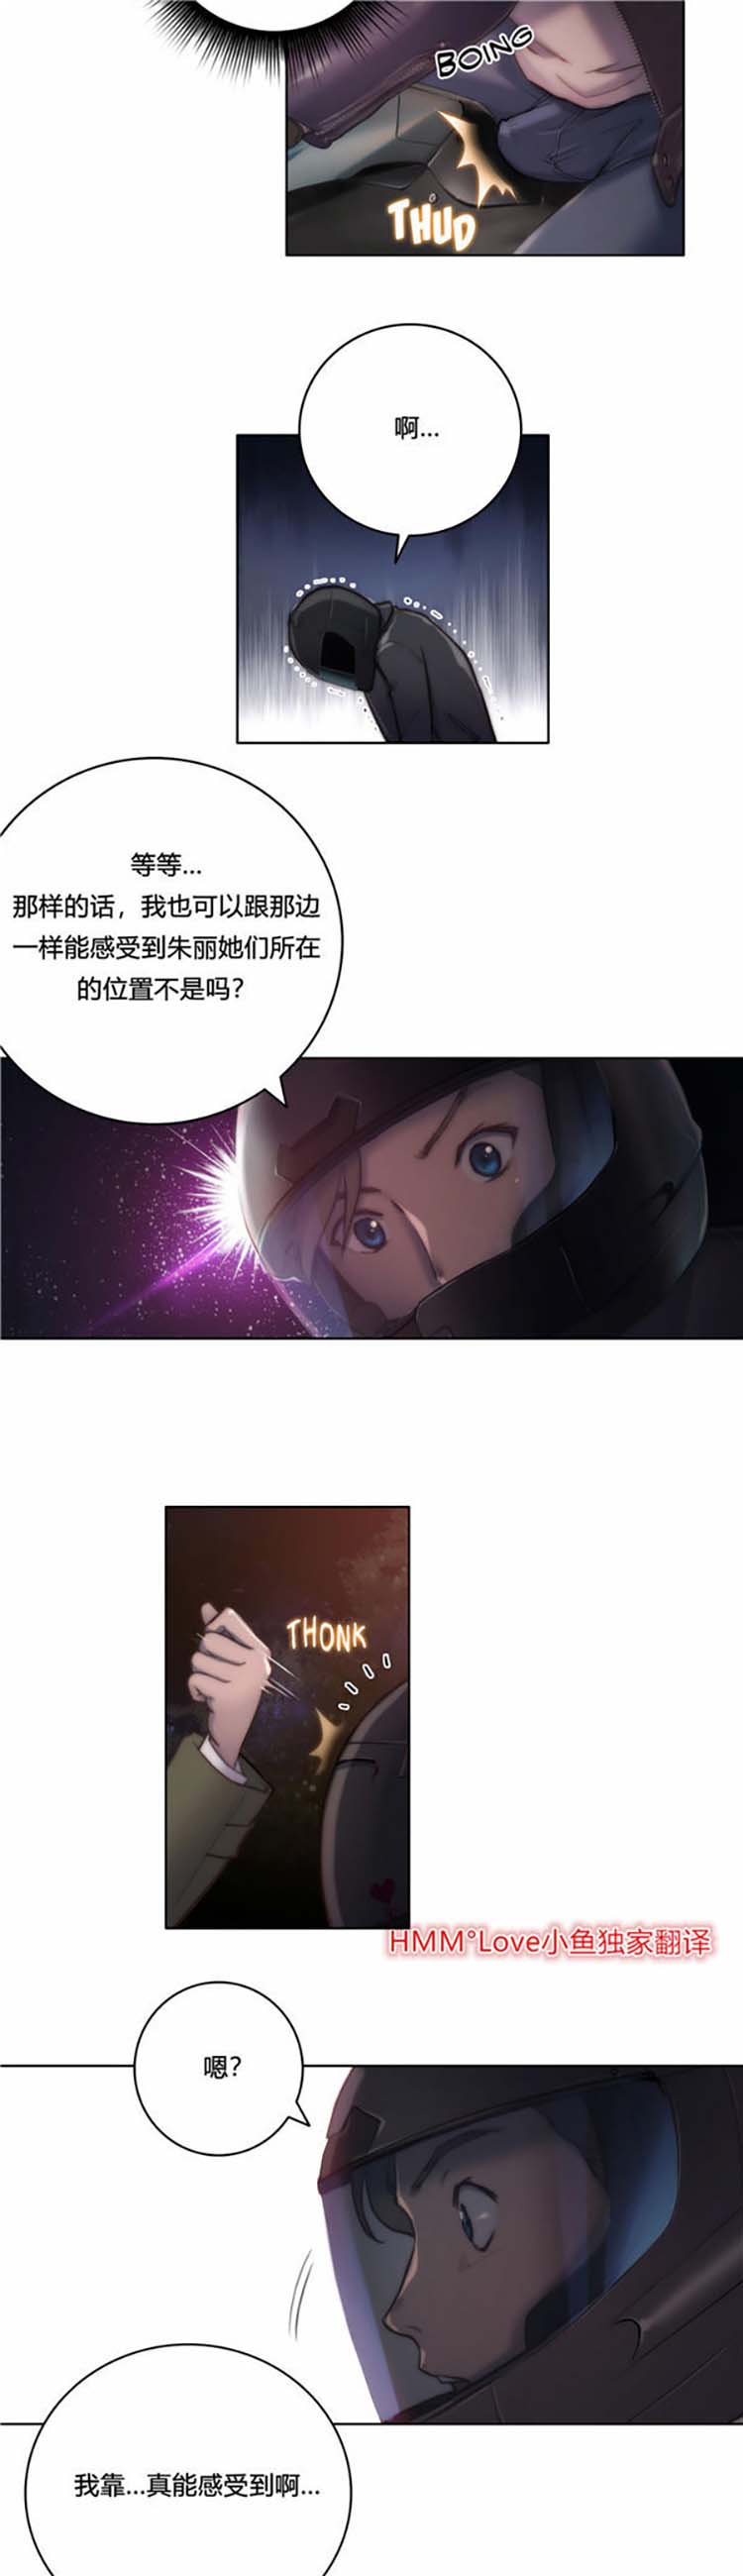 BOING
THUD
啊…
等等…
那样的话，我也可以跟那边
一样能感受到朱丽她们所在
的位置不是吗？
THONK
HMM°Love小鱼独家翻译
嗯？
我靠…真能感受到啊…